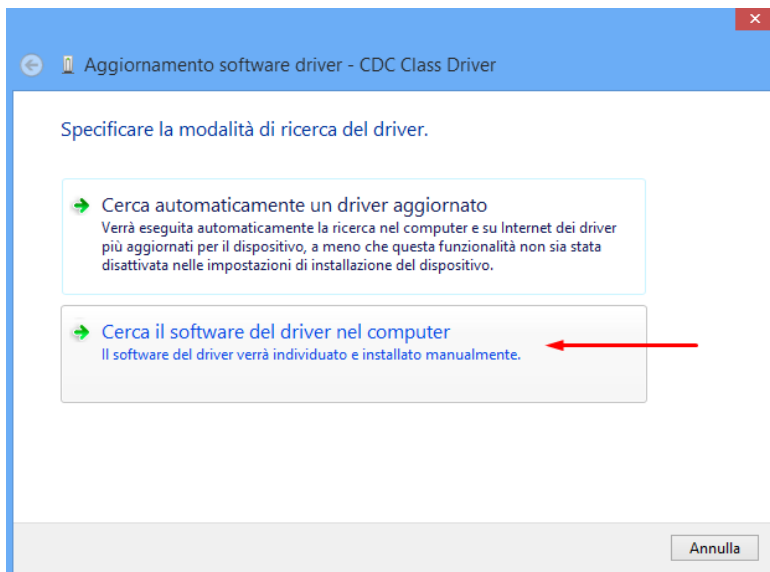 Aggiornamento software driver - CDC Class Driver
Specificare la modalità di ricerca del driver.
Cerca automaticamente un driver aggiornato
Verrà eseguita automaticamente la ricerca nel computer e su Internet dei driver
più aggiornati per il dispositivo, a meno che questa funzionalità non sia stata
disattivata nelle impostazioni di installazione del dispositivo.
Cerca il software del driver nel computer
Il software del driver verrà individuato e installato manualmente.
Annulla